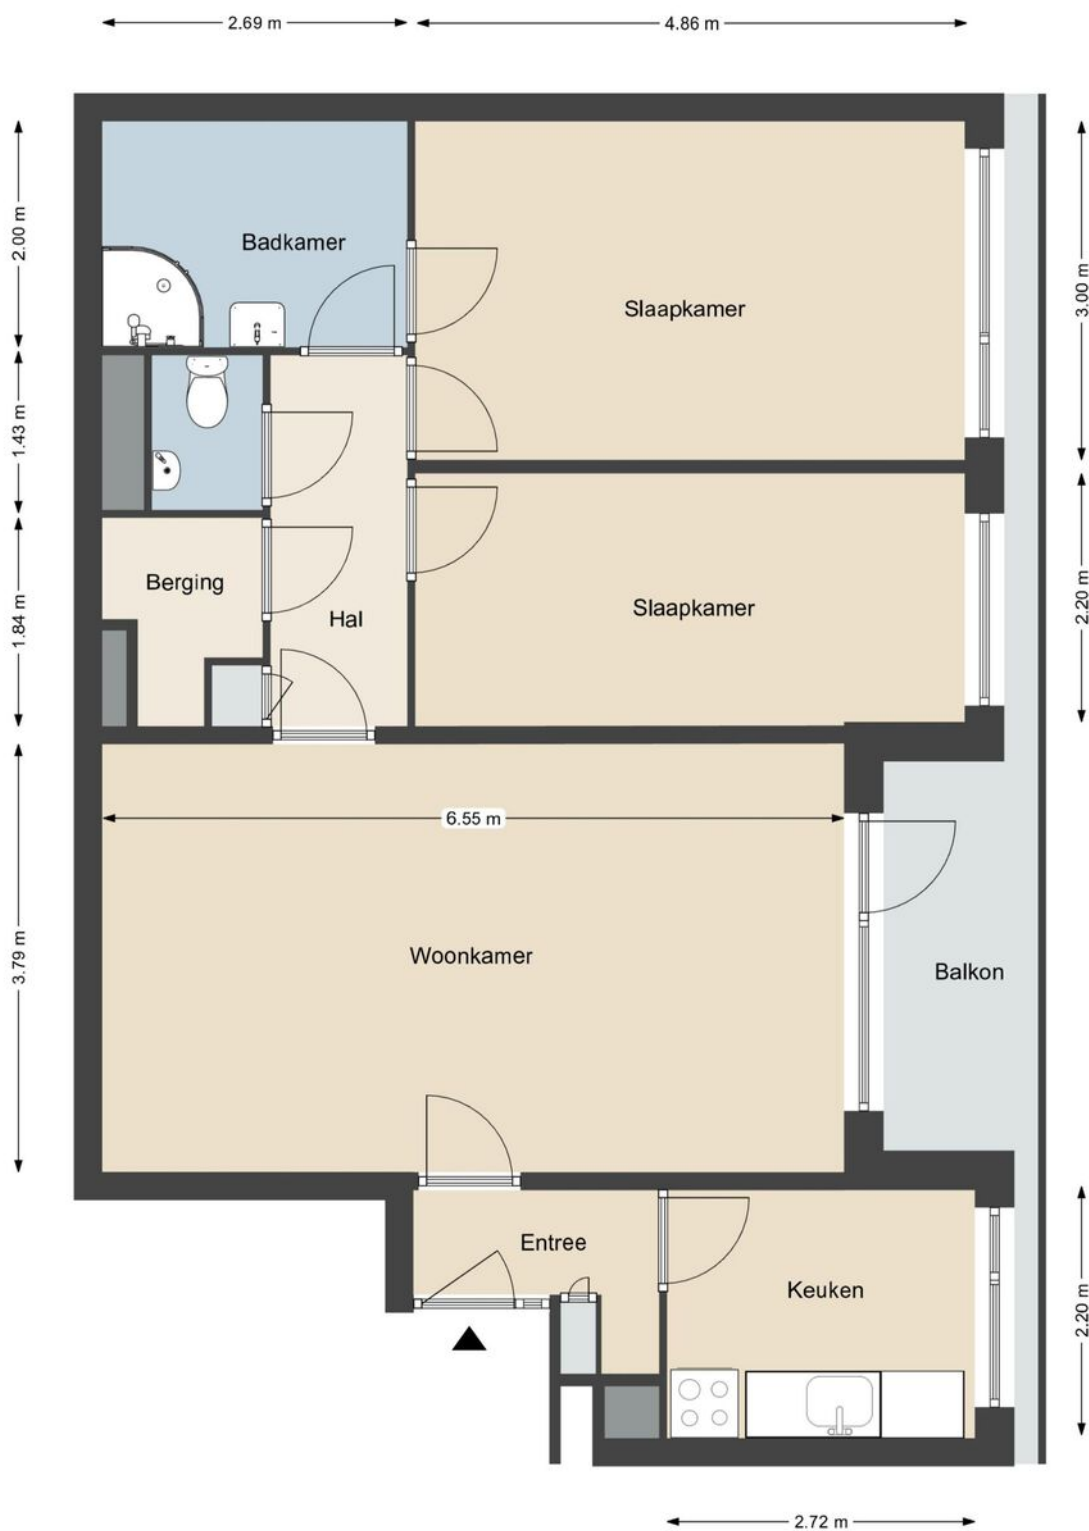 2.69 m
4.86 m
2.00 m
Badkamer
Slaapkamer
3.00 m
1.43 m
Berging
1.84 m
Hal
Slaapkamer
2.20 m
6.55 m
3.79 m
Woonkamer
Balkon
Entree
Keuken
2.20 m
2.72 m